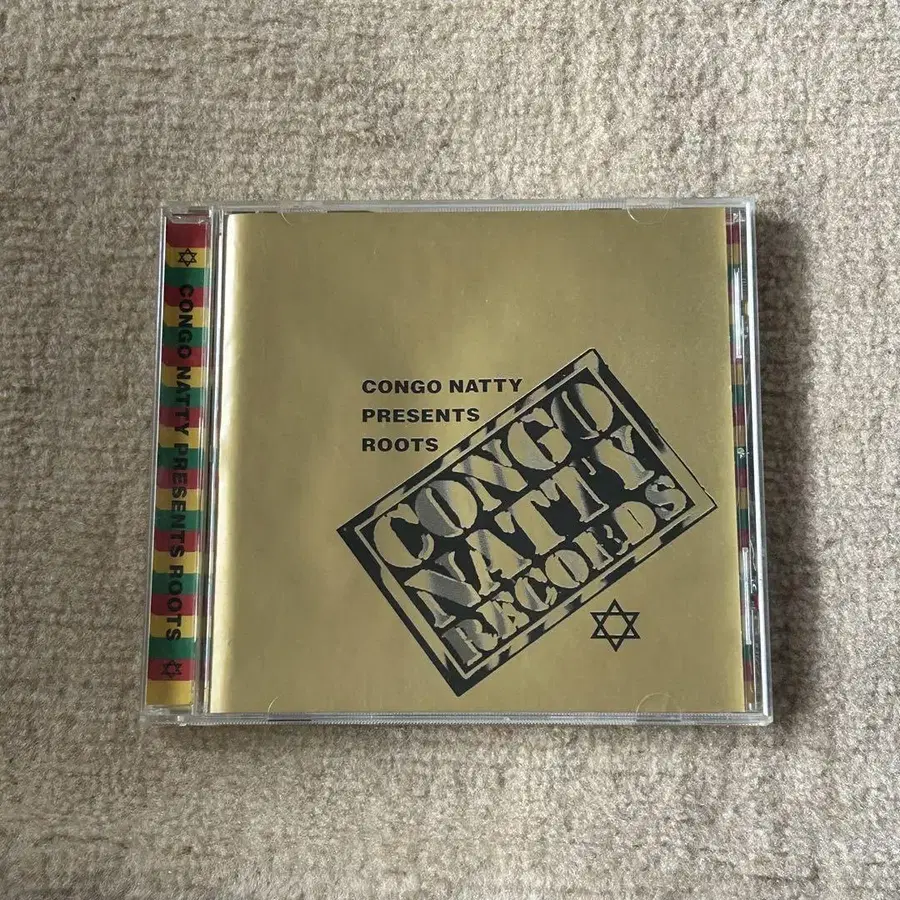 CONGO NATTY PRESENTS ROOTS
CONGO NATTY
PRESENTS
ROOTS
CONGO
NATTY
RECORDS